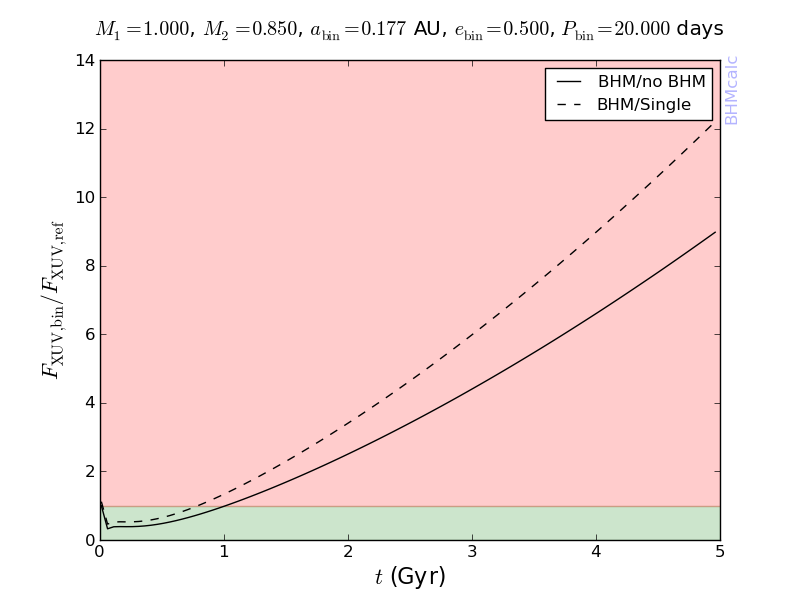 M₁ =1.000, M₂ =0.850, a_bin =0.177 AU, e_bin =0.500, P_bin =20.000 days
BHMcalc
BHM/no BHM
BHM/Single
F_XUV,bin/F_XUV,ref
14
12
10
8
6
4
2
0
0 1 2 3 4 5
t (Gyr)